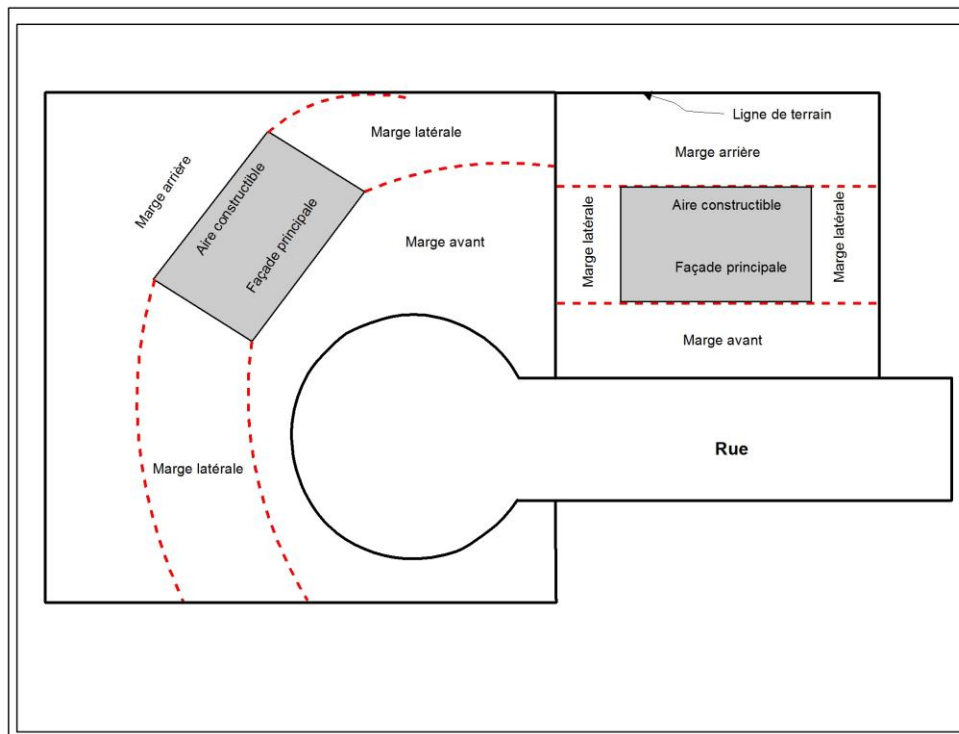 Marge latérale
Marge arrière
Aire constructible
Façade principale
Marge avant
Marge latérale
Ligne de terrain
Marge arrière
Marge latérale
Aire constructible
Façade principale
Marge latérale
Marge avant
Rue